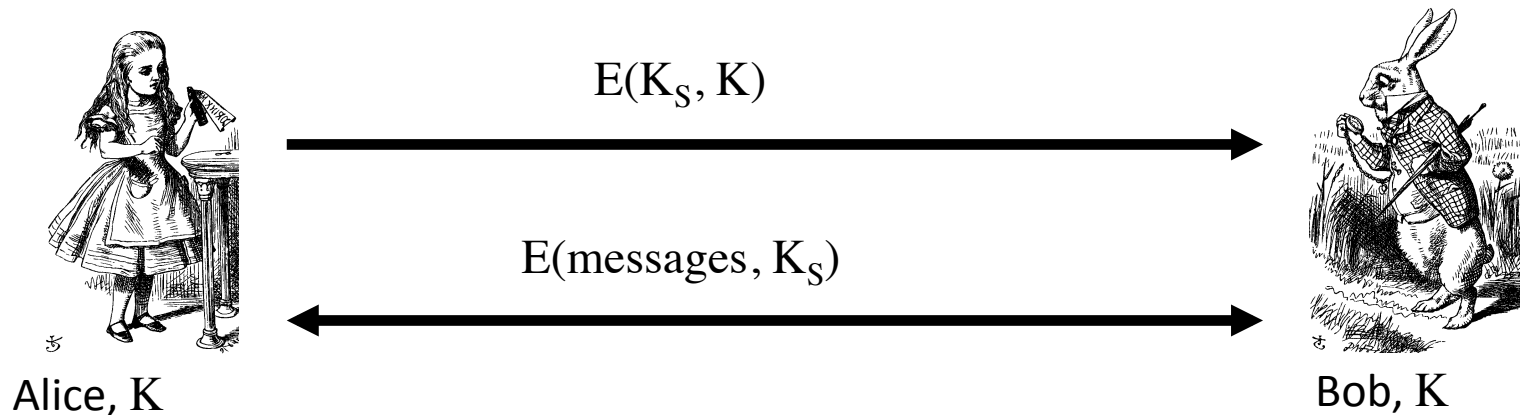 E(K_S, K)
E(messages, K_S)
Alice, K
Bob, K